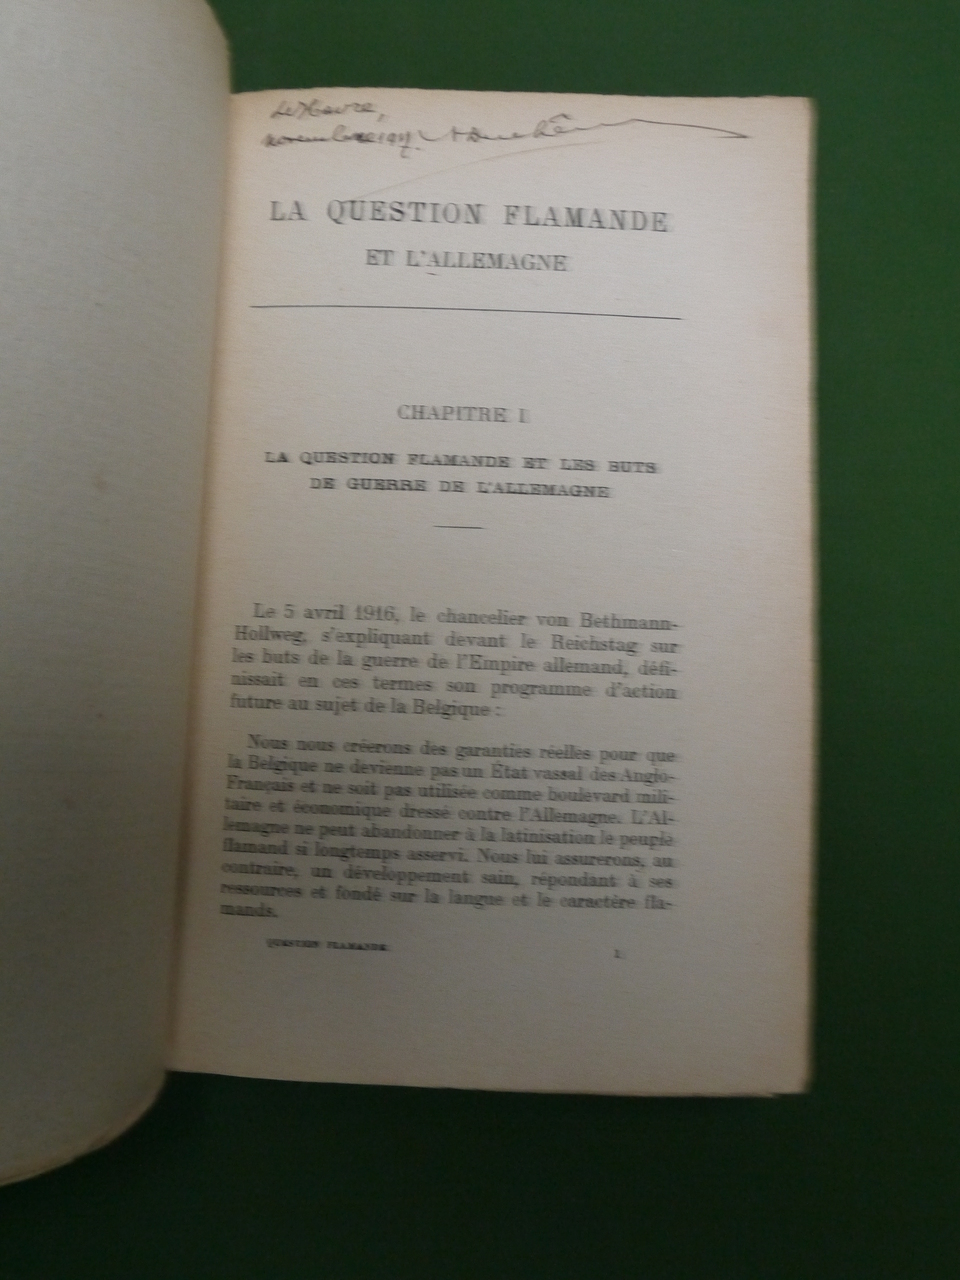 Le Havre,
novembre 1917.
LA QUESTION FLAMANDE
ET L'ALLEMAGNE
CHAPITRE I
LA QUESTION FLAMANDE ET LES BUTS
DE GUERRE DE L'ALLEMAGNE
Le 5 avril 1916, le chancelier von Bethmann-
Hollweg, s'expliquant devant le Reichstag sur
les buts de la guerre de l'Empire allemand, défi-
nissait en ces termes son programme d'action
future au sujet de la Belgique :
Nous nous créerons des garanties réelles pour que
la Belgique ne devienne pas un État vassal des Anglo-
Français et ne soit pas utilisée comme boulevard mili-
taire et économique dressé contre l'Allemagne. L'Al-
lemagne ne peut abandonner à la latinisation le peuple
flamand si longtemps asservi. Nous lui assurerons, au
contraire, un développement sain, répondant à ses
ressources et fondé sur la langue et le caractère fla-
mands.
QUESTION FLAMANDE 1